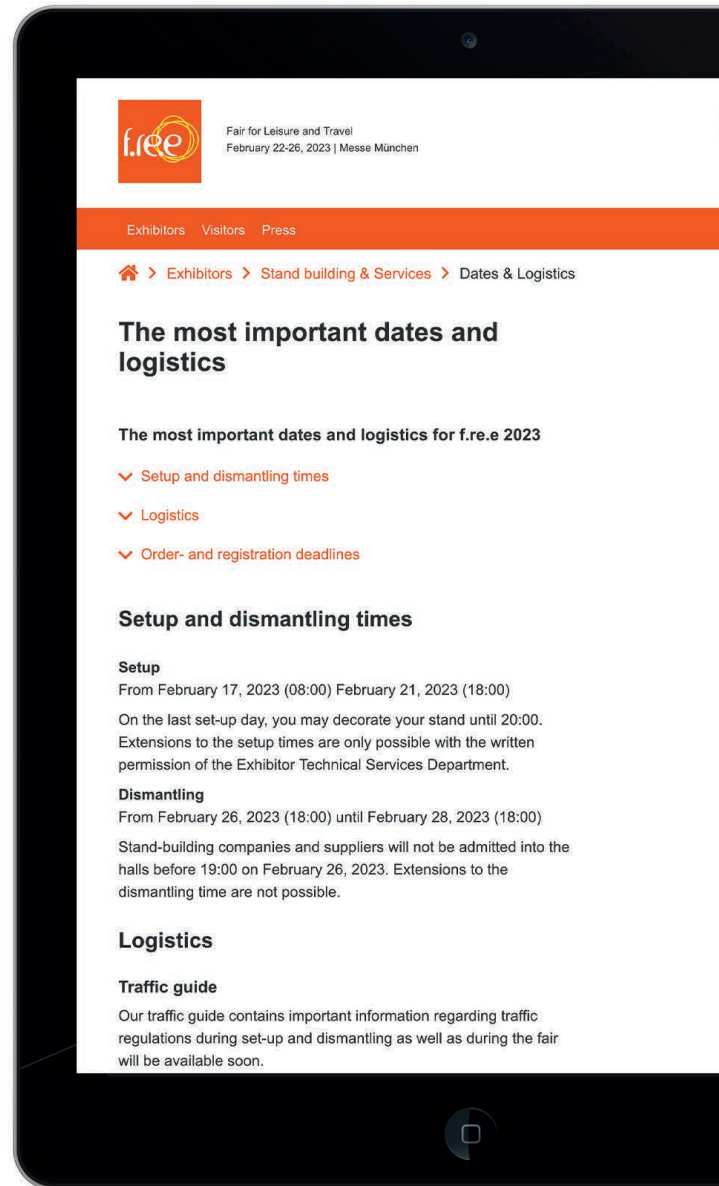 f.re.e
Fair for Leisure and Travel
February 22-26, 2023 | Messe München
Exhibitors Visitors Press
Exhibitors Stand building & Services Dates & Logistics
The most important dates and
logistics
The most important dates and logistics for f.re.e 2023
Setup and dismantling times
Logistics
Order- and registration deadlines
Setup and dismantling times
Setup
From February 17, 2023 (08:00) February 21, 2023 (18:00)
On the last set-up day, you may decorate your stand until 20:00.
Extensions to the setup times are only possible with the written
permission of the Exhibitor Technical Services Department.
Dismantling
From February 26, 2023 (18:00) until February 28, 2023 (18:00)
Stand-building companies and suppliers will not be admitted into the
halls before 19:00 on February 26, 2023. Extensions to the
dismantling time are not possible.
Logistics
Traffic guide
Our traffic guide contains important information regarding traffic
regulations during set-up and dismantling as well as during the fair
will be available soon.